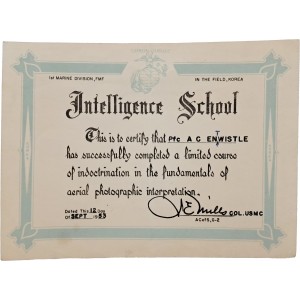 1st MARINE DIVISION, FMF
IN THE FIELD, KOREA
Intelligence School
This is to certify that Pfc A C ENWISTLE
has successfully completed a limited course
of indoctrination in the fundamentals of
aerial photographic interpretation.
Dated This 12 Day
of SEPT 1953
J E Mills COL. USMC
ACofS, G-2